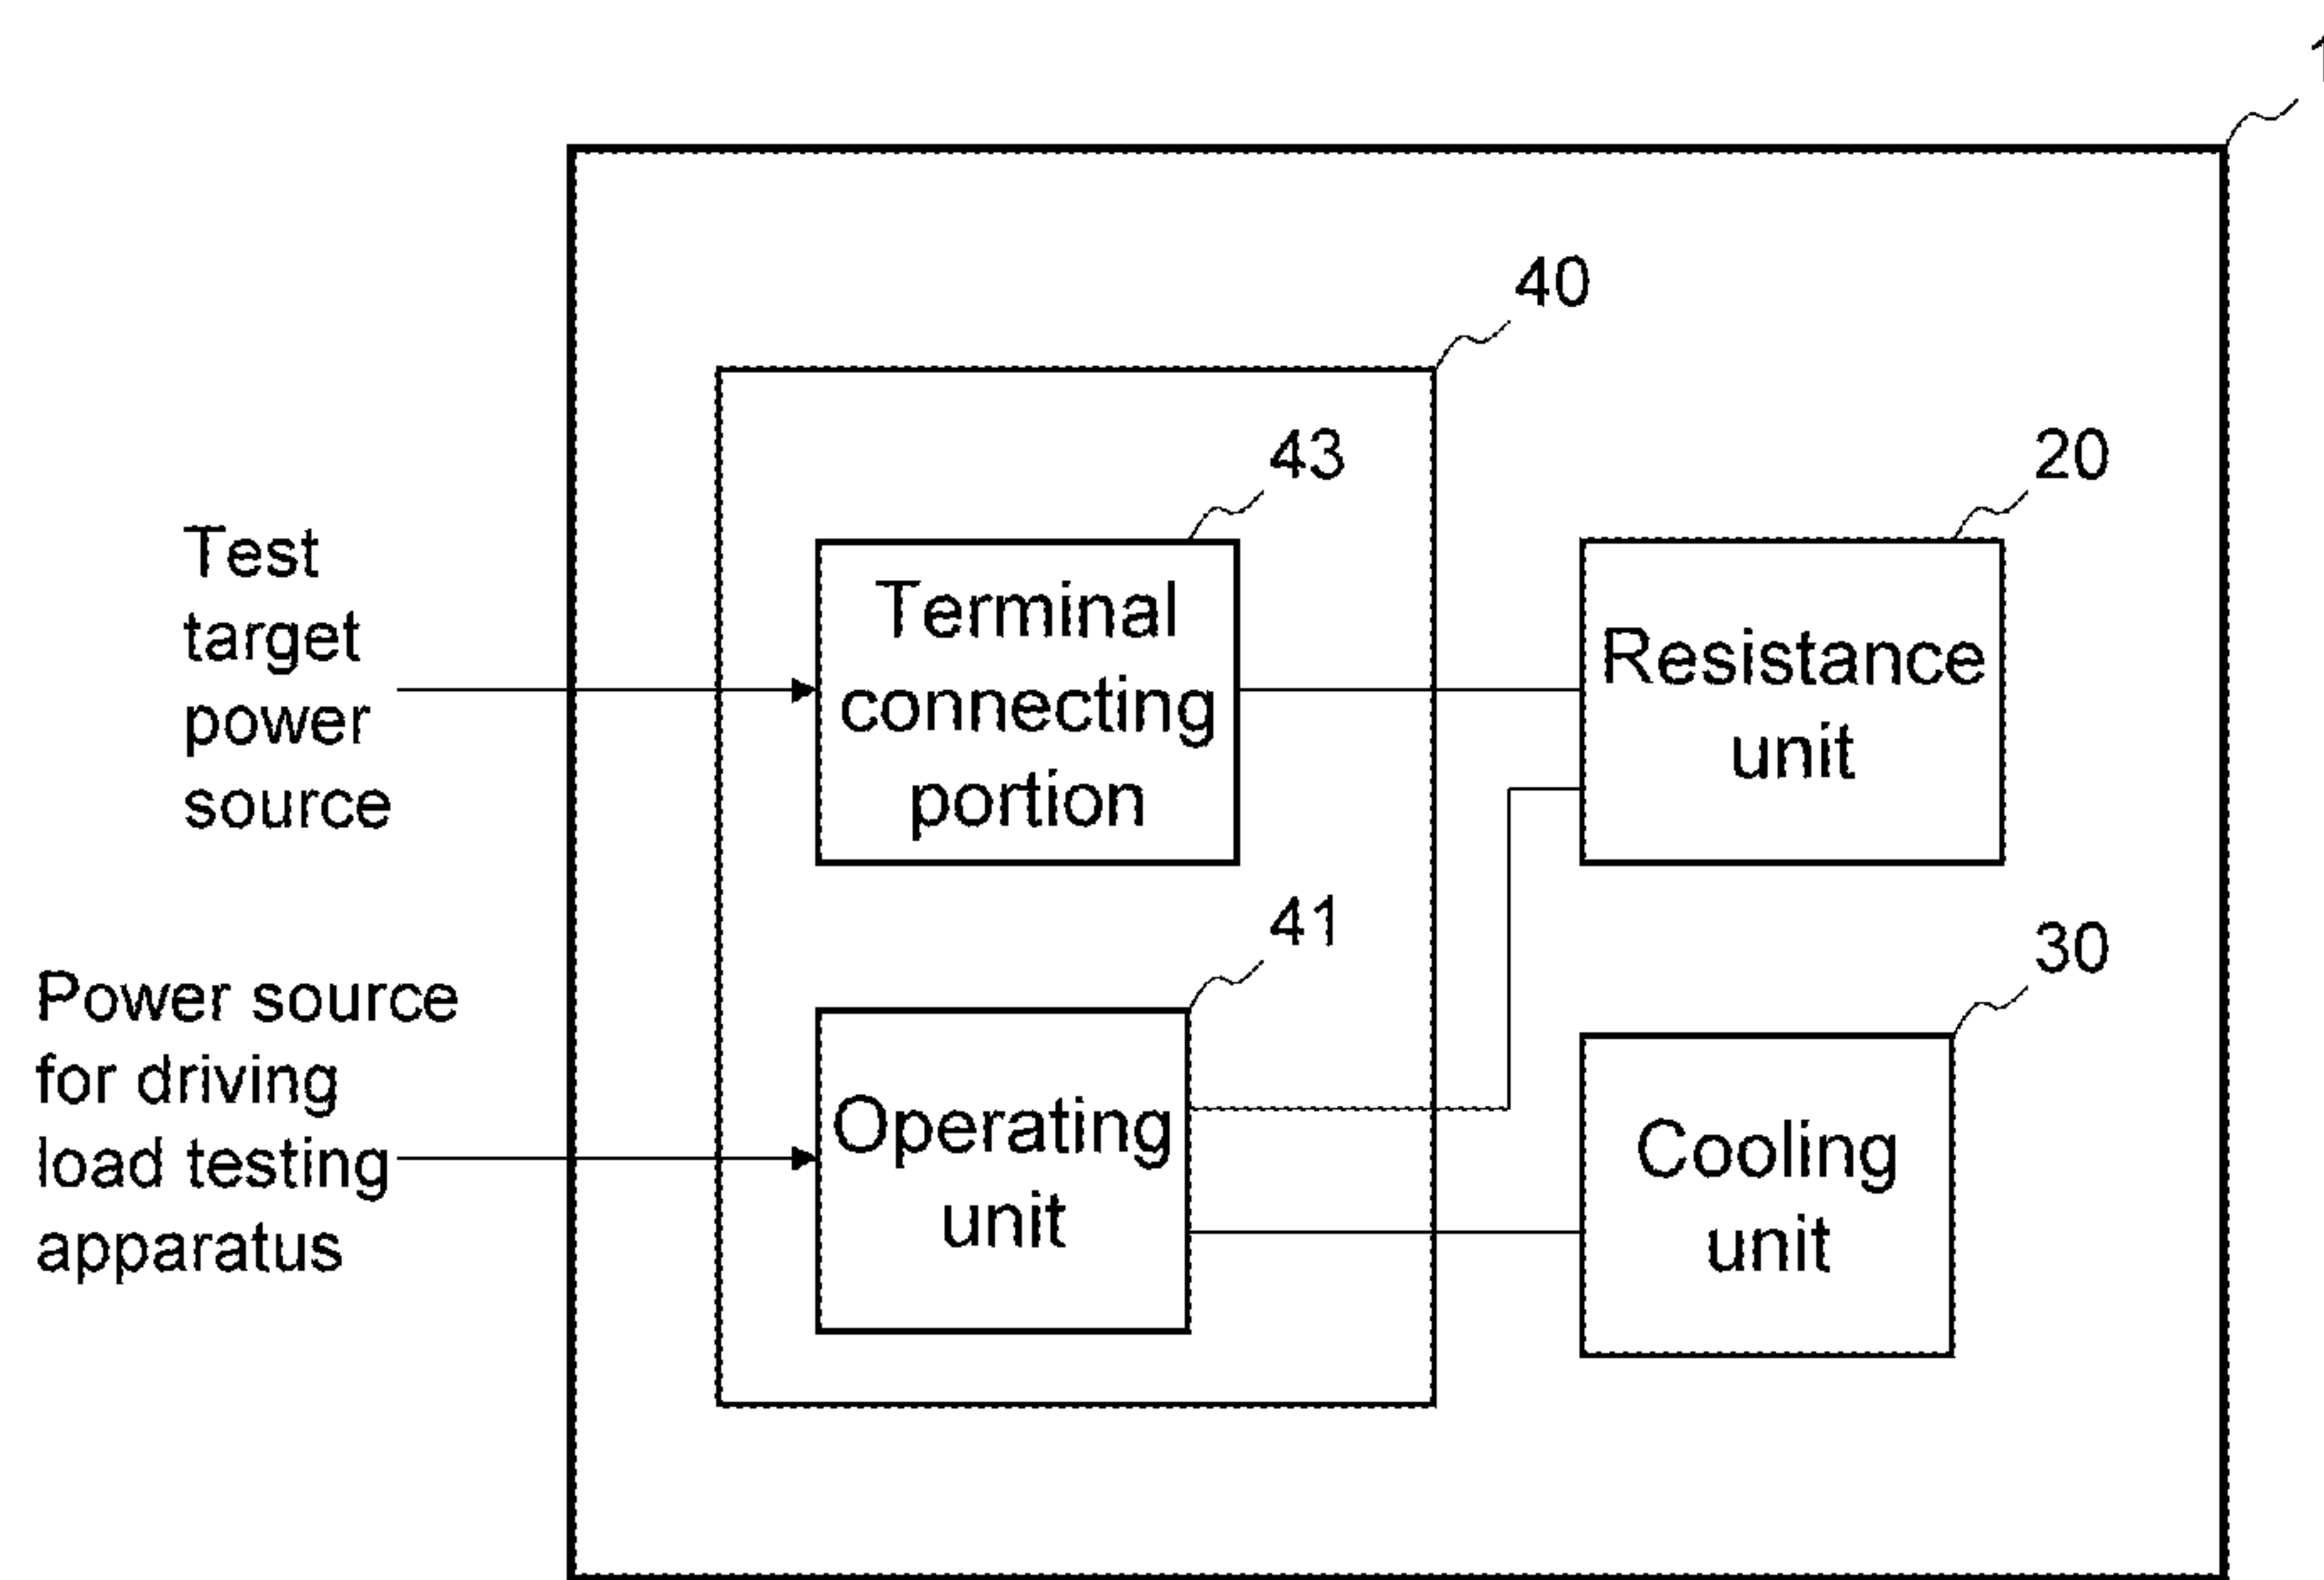 1
40
43
20
Test
target
power
source
Terminal
connecting
portion
Resistance
unit
41
30
Power source
for driving
load testing
apparatus
Operating
unit
Cooling
unit